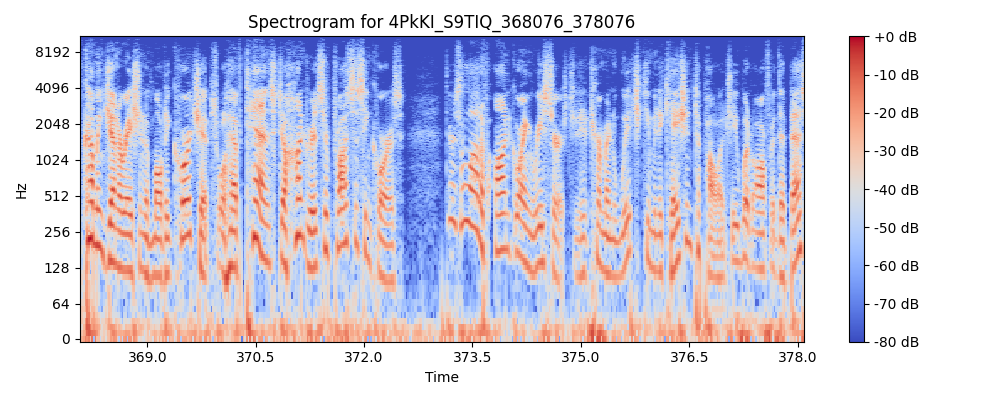 Spectrogram for 4PkKI_S9TIQ_368076_378076
8192
4096
2048
1024
512
256
128
64
0
Hz
369.0 370.5 372.0 373.5 375.0 376.5 378.0
Time
+0 dB
-10 dB
-20 dB
-30 dB
-40 dB
-50 dB
-60 dB
-70 dB
-80 dB